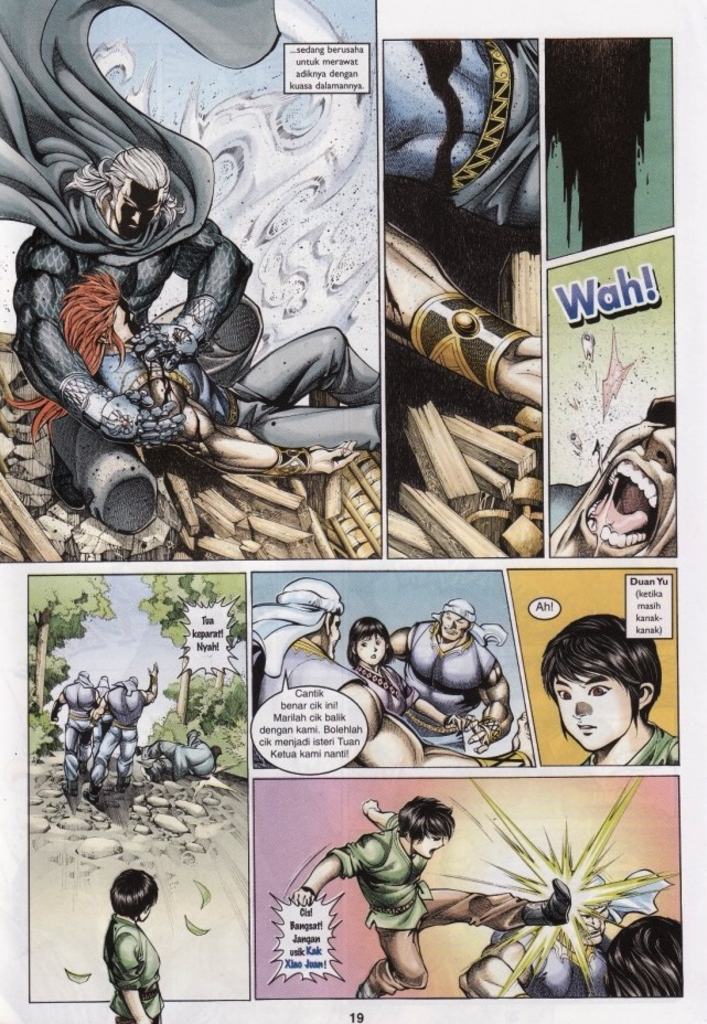 ...sedang berusaha
untuk merawat
adiknya dengan
kuasa dalamannya.
Wah!
Tua
keparat!
Nyah!
Cantik
benar cik ini!
Marilah cik balik
dengan kami. Bolehlah
cik menjadi isteri Tuan
Ketua kami nanti!
Ah!
Duan Yu
(ketika
masih
kanak-
kanak)
Cis!
Bangsat!
Jangan
usik Kak
Xiao Juan!
19